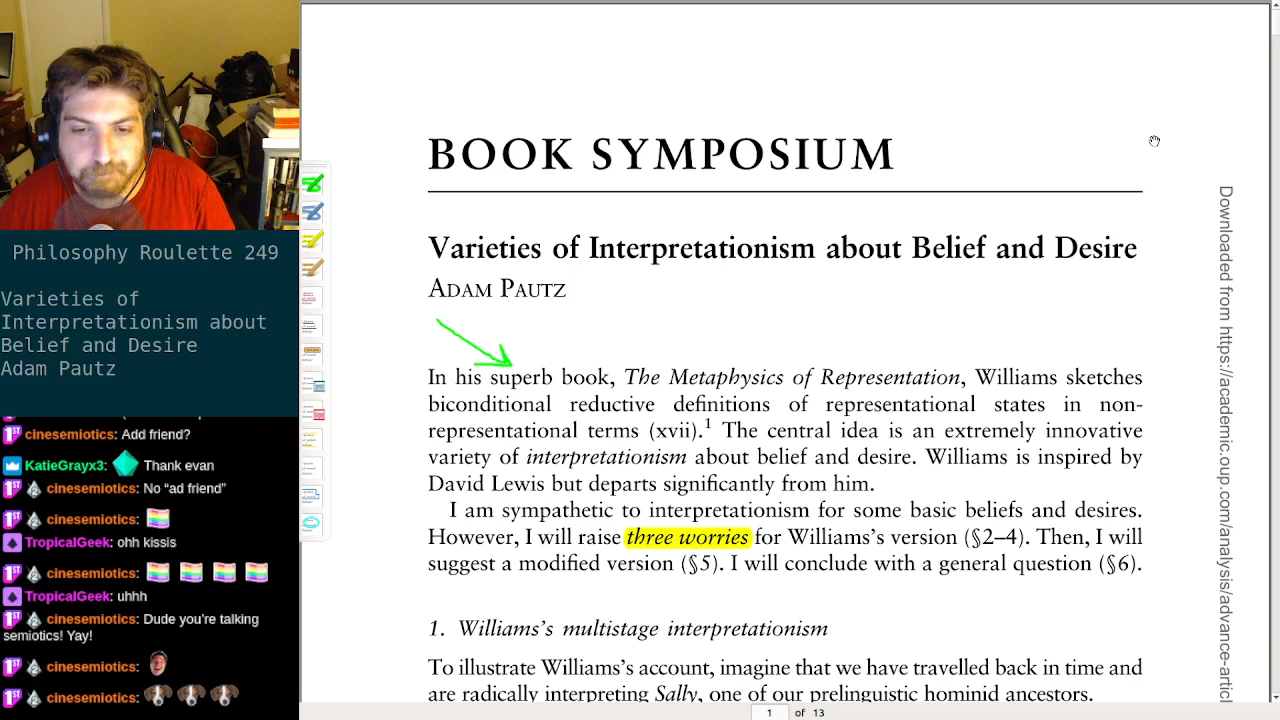 Philosophy Roulette 249
Varieties of
Interpretationism about
Belief and Desire
Adam Pautz
cinesemiotics: Add friend?
KatieGrayx3: Thank evan
cinesemiotics: No “ad friend”
cinesemiotics:
TropicalGeek: ohh kissis
cinesemiotics:
TropicalGeek: uhhh
cinesemiotics: Dude you’re talking
semiotics! Yay!
cinesemiotics:
cinesemiotics:
BOOK SYMPOSIUM
Varieties of Interpretationism about Belief and Desire
ADAM PAUTZ
In his superb book, The Metaphysics of Representation, Williams sketches
biconditional reductive definitions of representational states in non-
representational terms (xvii).1 The central idea is an extremely innovative
variety of interpretationism about belief and desire. Williams is inspired by
David Lewis but departs significantly from him.
I am sympathetic to interpretationism for some basic beliefs and desires.
However, I will raise three worries for Williams’s version (§2–4). Then, I will
suggest a modified version (§5). I will conclude with a general question (§6).
1. Williams’s multistage interpretationism
To illustrate Williams’s account, imagine that we have travelled back in time and
are radically interpreting Sally, one of our alinguistic hominid ancestors.
Downloaded from https://academic.oup.com/analysis/advance-articl
1 of 13